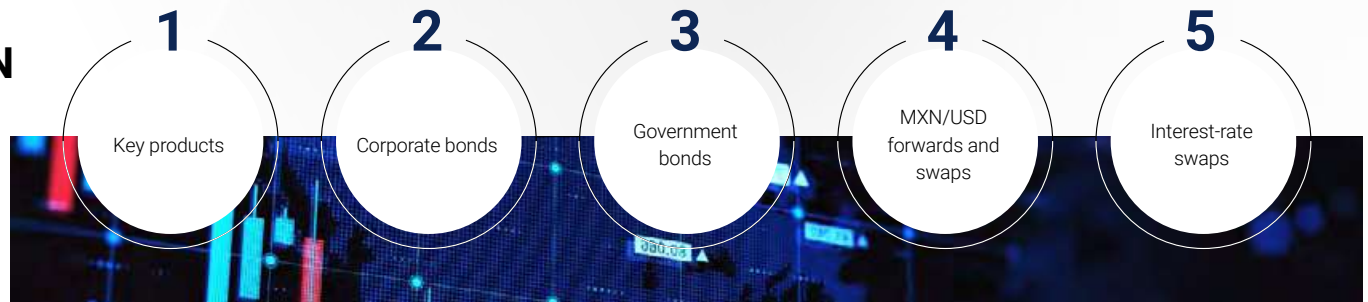 N
1
2
3
4
5
Key products
Corporate bonds
Government
bonds
MXN/USD
forwards and
swaps
Interest-rate
swaps